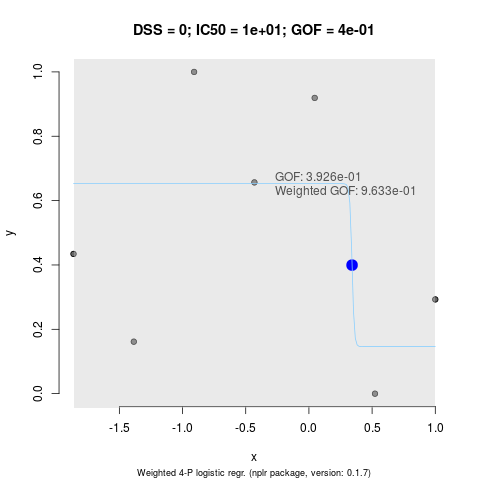 DSS = 0; IC50 = 1e+01; GOF = 4e-01
1.0
0.8
0.6
0.4
0.2
0.0
y
GOF: 3.926e-01
Weighted GOF: 9.633e-01
-1.5 -1.0 -0.5 0.0 0.5 1.0
x
Weighted 4-P logistic regr. (nplr package, version: 0.1.7)